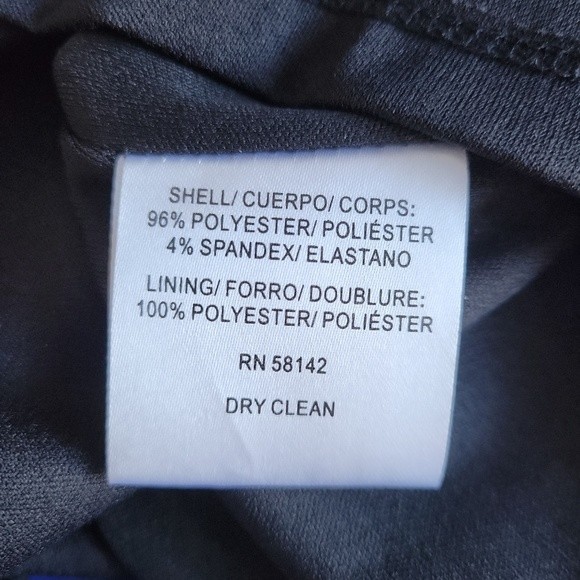 SHELL/ CUERPO/ CORPS:
96% POLYESTER/ POLIÉSTER
4% SPANDEX/ ELASTANO
LINING/ FORRO/ DOUBLURE:
100% POLYESTER/ POLIÉSTER
RN 58142
DRY CLEAN